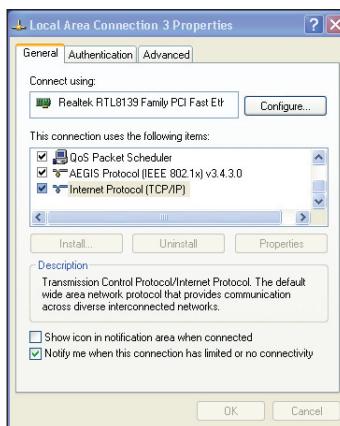 Local Area Connection 3 Properties
General Authentication Advanced
Connect using:
Realtek RTL8139 Family PCI Fast Eth
Configure...
This connection uses the following items:
QoS Packet Scheduler
AEGIS Protocol (IEEE 802.1x) v3.4.3.0
Internet Protocol (TCP/IP)
Install... Uninstall Properties
Description
Transmission Control Protocol/Internet Protocol. The default
wide area network protocol that provides communication
across diverse interconnected networks.
Show icon in notification area when connected
Notify me when this connection has limited or no connectivity
OK Cancel